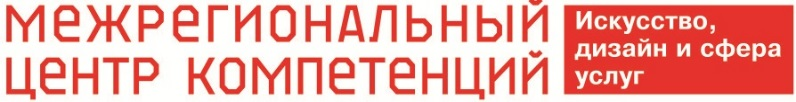 МЕЖРЕГИОНАЛЬНЫЙ
ЦЕНТР КОМПЕТЕНЦИЙ
Искусство,
дизайн и сфера
услуг